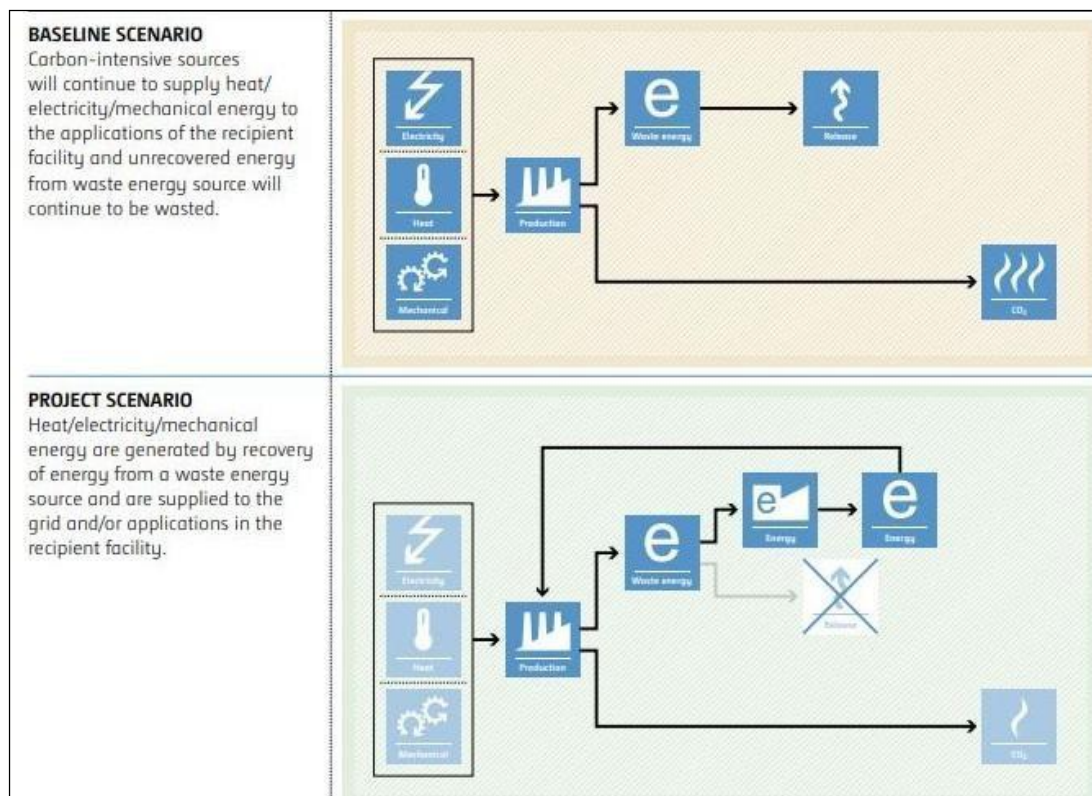 BASELINE SCENARIO
Carbon-intensive sources
will continue to supply heat/
electricity/mechanical energy to
the applications of the recipient
facility and unrecovered energy
from waste energy source will
continue to be wasted.
Electricity
Heat
Mechanical
Production
e
Waste energy
Release
CO₂
PROJECT SCENARIO
Heat/electricity/mechanical
energy are generated by recovery
of energy from a waste energy
source and are supplied to the
grid and/or applications in the
recipient facility.
Electricity
Heat
Mechanical
Production
e
Waste energy
e
Energy
e
Energy
Release
CO₂